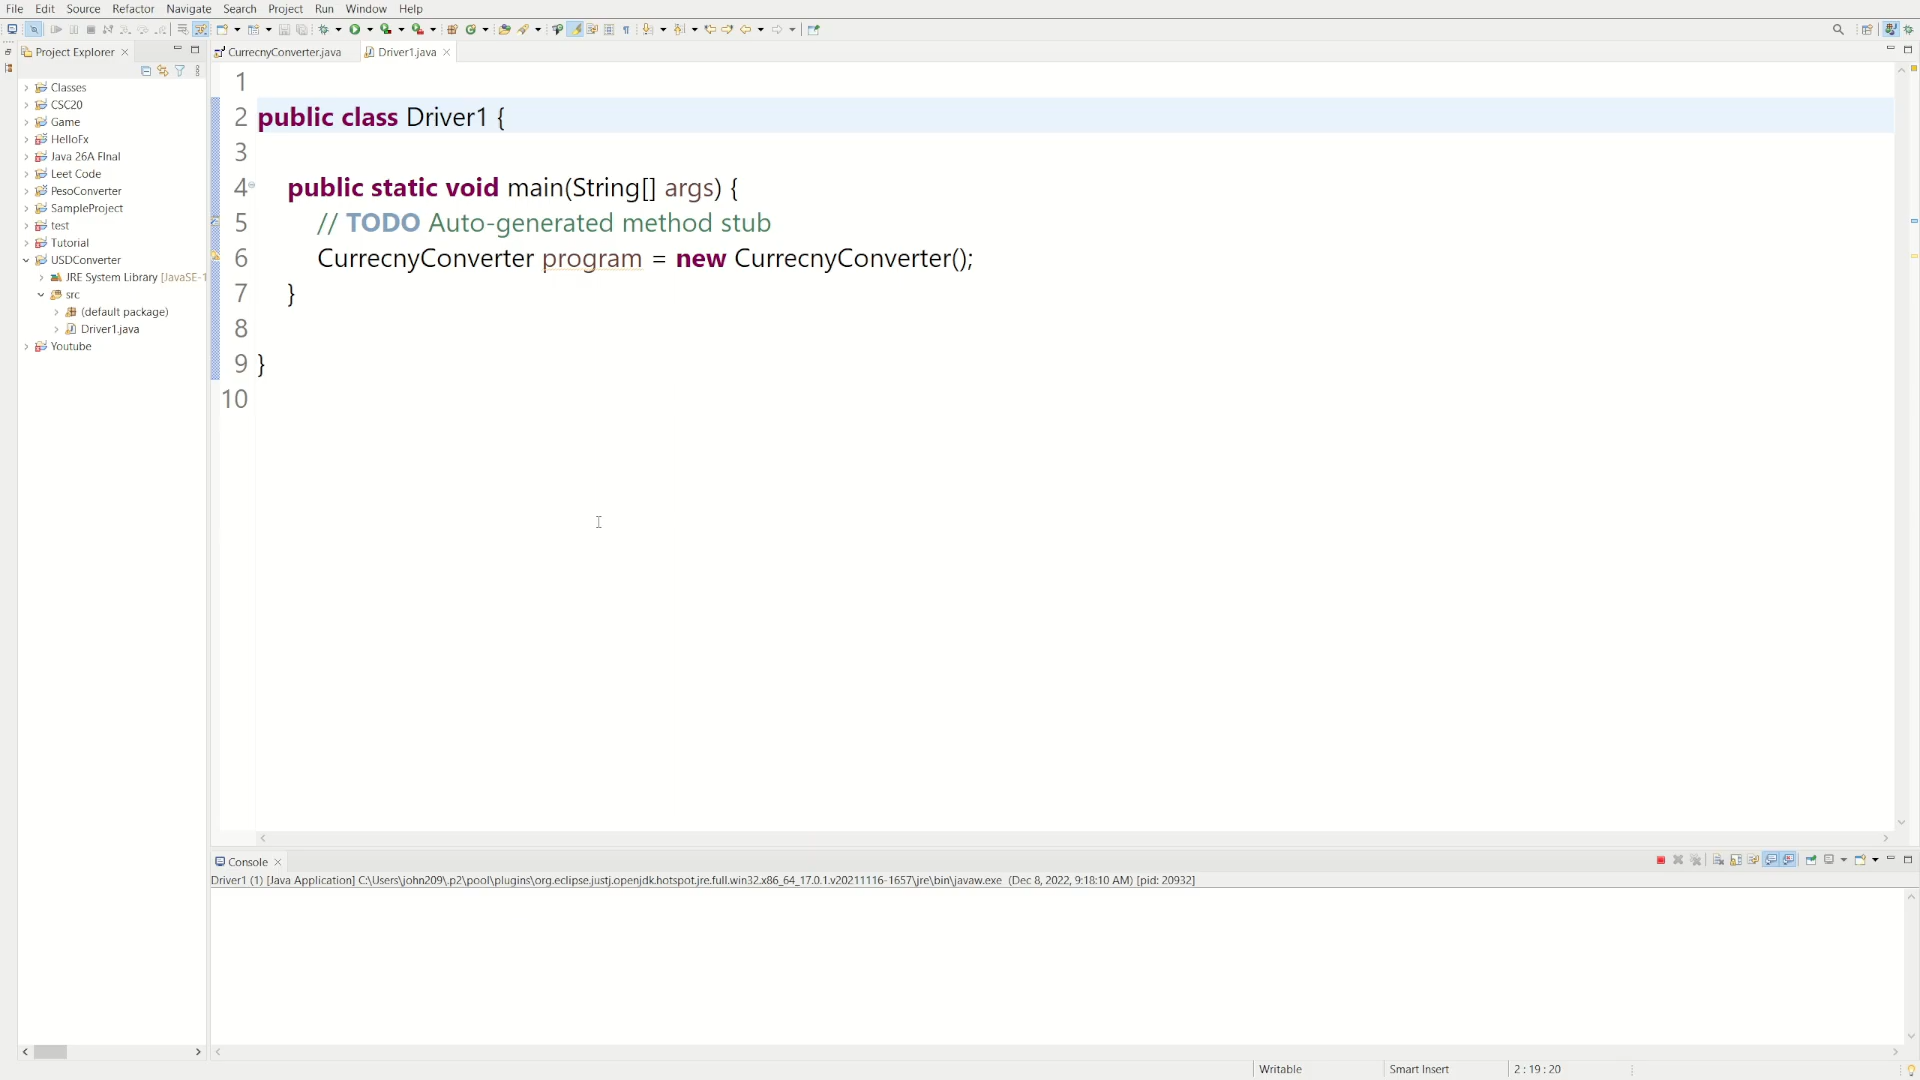 File Edit Source Refactor Navigate Search Project Run Window Help
Project Explorer
CurrecnyConverter.java
Driver1.java
Classes
CSC20
Game
HelloFx
Java 26A FInal
Leet Code
PesoConverter
SampleProject
test
Tutorial
USDConverter
JRE System Library [JavaSE-1
src
(default package)
Driver1.java
Youtube
1
2 public class Driver1 {
3
4 public static void main(String[] args) {
5 // TODO Auto-generated method stub
6 CurrecnyConverter program = new CurrecnyConverter();
7 }
8
9 }
10
Console
Driver1 (1) [Java Application] C:\Users\john209\.p2\pool\plugins\org.eclipse.justj.openjdk.hotspot.jre.full.win32.x86_64_17.0.1.v20211116-1657\jre\bin\javaw.exe (Dec 8, 2022, 9:18:10 AM) [pid: 20932]
Writable Smart Insert 2 : 19 : 20